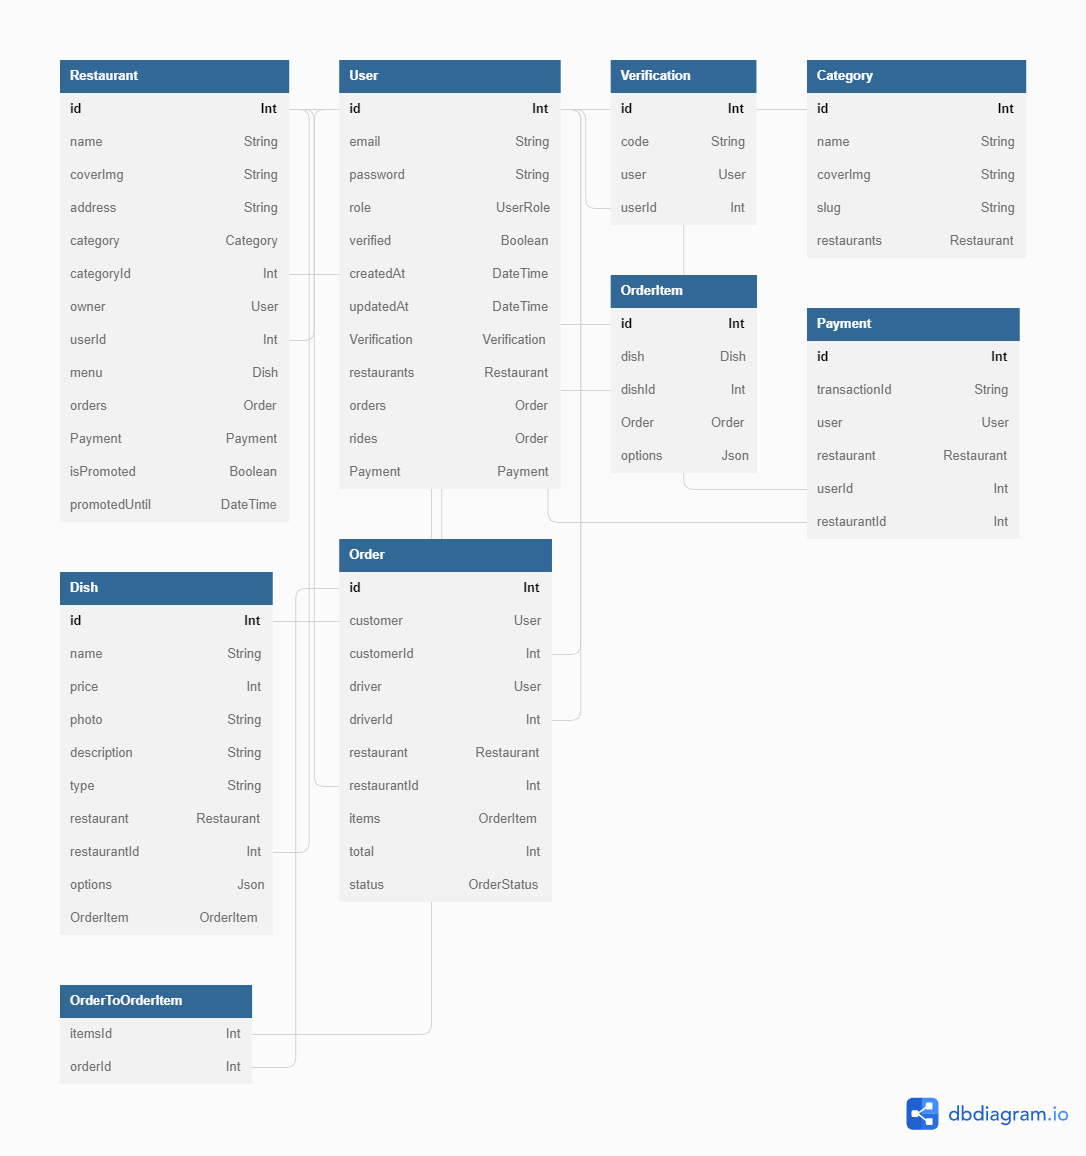 Restaurant
id Int
name String
coverImg String
address String
category Category
categoryId Int
owner User
userId Int
menu Dish
orders Order
Payment Payment
isPromoted Boolean
promotedUntil DateTime
User
id Int
email String
password String
role UserRole
verified Boolean
createdAt DateTime
updatedAt DateTime
Verification Verification
restaurants Restaurant
orders Order
rides Order
Payment Payment
Verification
id Int
code String
user User
userId Int
Category
id Int
name String
coverImg String
slug String
restaurants Restaurant
OrderItem
id Int
dish Dish
dishId Int
Order Order
options Json
Payment
id Int
transactionId String
user User
restaurant Restaurant
userId Int
restaurantId Int
Dish
id Int
name String
price Int
photo String
description String
type String
restaurant Restaurant
restaurantId Int
options Json
OrderItem OrderItem
Order
id Int
customer User
customerId Int
driver User
driverId Int
restaurant Restaurant
restaurantId Int
items OrderItem
total Int
status OrderStatus
OrderToOrderItem
itemsId Int
orderId Int
dbdiagram.io